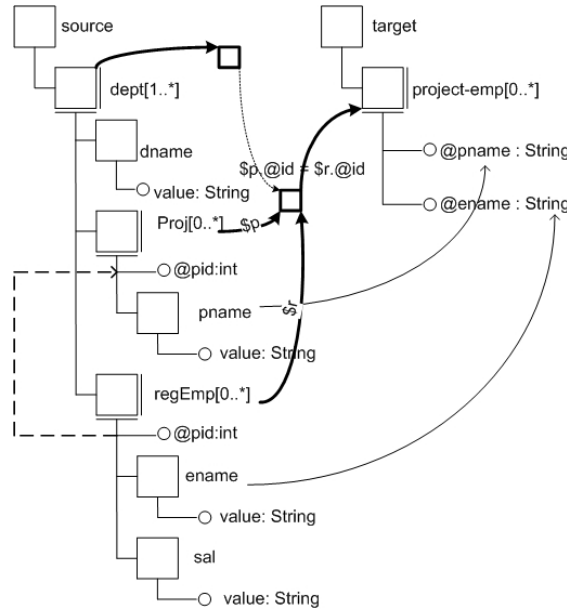 source
target
dept[1..*]
project-emp[0..*]
dname
@pname : String
$p.@id = $r.@id
value: String
@ename : String
Proj[0..*]
$p
@pid:int
pname
$r
value: String
regEmp[0..*]
@pid:int
ename
value: String
sal
value: String